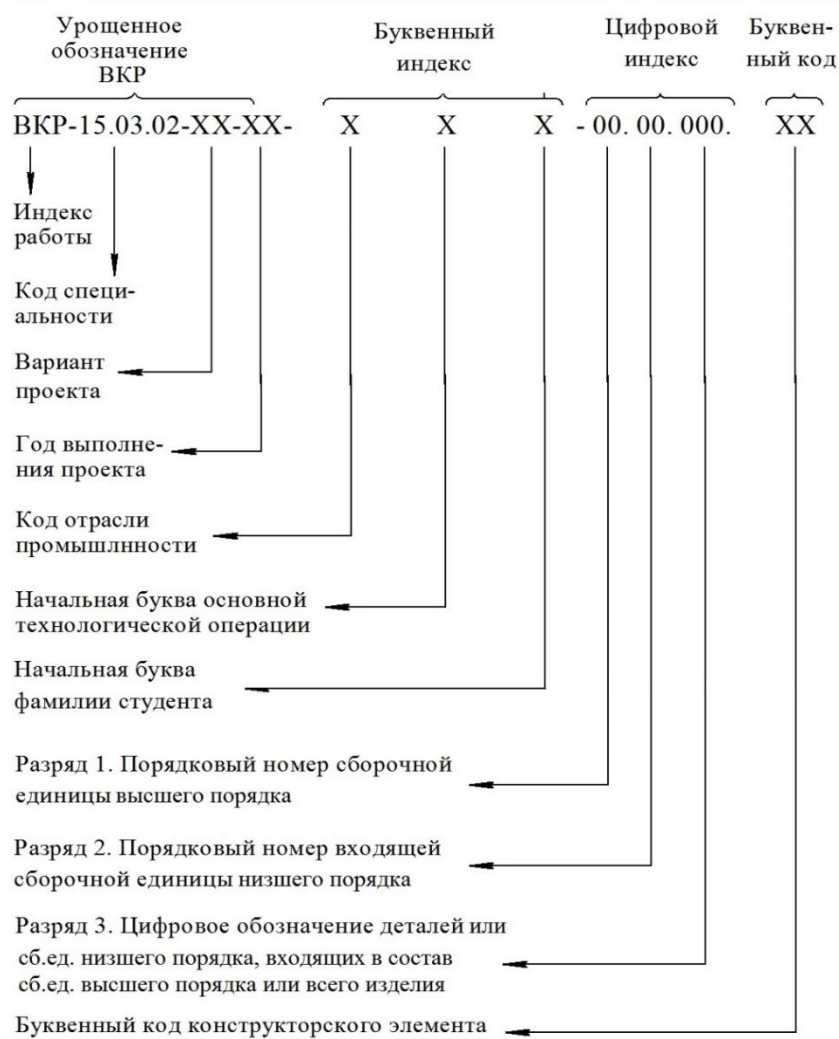 Урощенное
обозначение
ВКР
Буквенный
индекс
Цифровой
индекс
Буквен-
ный код
ВКР-15.03.02-ХХ-ХХ- Х Х Х - 00. 00. 000. ХХ
Индекс
работы
Код специ-
альности
Вариант
проекта
Год выполне-
ния проекта
Код отрасли
промышлнности
Начальная буква основной
технологической операции
Начальная буква
фамилии студента
Разряд 1. Порядковый номер сборочной
единицы высшего порядка
Разряд 2. Порядковый номер входящей
сборочной единицы низшего порядка
Разряд 3. Цифровое обозначение деталей или
сб.ед. низшего порядка, входящих в состав
сб.ед. высшего порядка или всего изделия
Буквенный код конструкторского элемента